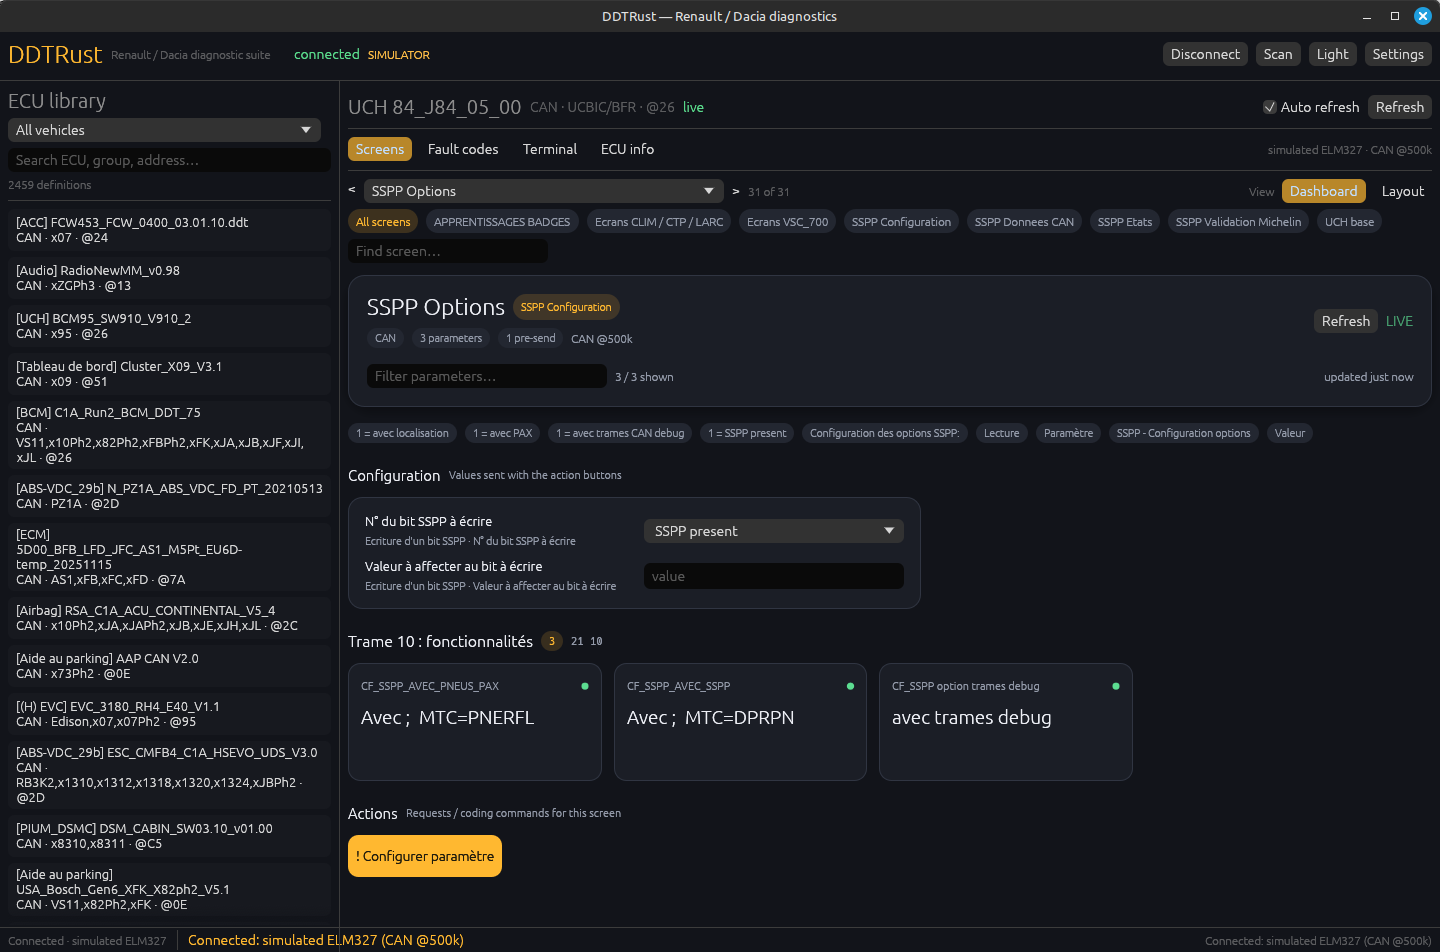 DDTRust — Renault / Dacia diagnostics
DDTRust Renault / Dacia diagnostic suite connected SIMULATOR Disconnect Scan Light Settings
ECU library
All vehicles
Search ECU, group, address...
2459 definitions
[ACC] FCW453_FCW_0400_03.01.10.ddt
CAN · x07 · @24
[Audio] RadioNewMM_v0.98
CAN · xZGPh3 · @13
[UCH] BCM95_SW910_V910_2
CAN · x95 · @26
[Tableau de bord] Cluster_X09_V3.1
CAN · x09 · @51
[BCM] C1A_Run2_BCM_DDT_75
CAN ·
VS11,x10Ph2,x82Ph2,xFBPh2,xFK,xJA,xJB,xJF,xJI,
xJL · @26
[ABS-VDC_29b] N_PZ1A_ABS_VDC_FD_PT_20210513
CAN · PZ1A · @2D
[ECM]
5D00_BFB_LFD_JFC_AS1_M5Pt_EU6D-
temp_20251115
CAN · AS1,xFB,xFC,xFD · @7A
[Airbag] RSA_C1A_ACU_CONTINENTAL_V5_4
CAN · x10Ph2,xJA,xJAPh2,xJB,xJE,xJH,xJL · @2C
[Aide au parking] AAP CAN V2.0
CAN · x73Ph2 · @0E
[(H) EVC] EVC_3180_RH4_E40_V1.1
CAN · Edison,x07,x07Ph2 · @95
[ABS-VDC_29b] ESC_CMFB4_C1A_HSEVO_UDS_V3.0
CAN ·
RB3K2,x1310,x1312,x1318,x1320,x1324,xJBPh2 ·
@2D
[PIUM_DSMC] DSM_CABIN_SW03.10_v01.00
CAN · x8310,x8311 · @C5
[Aide au parking]
USA_Bosch_Gen6_XFK_X82ph2_V5.1
CAN · VS11,x82Ph2,xFK · @0E
UCH 84_J84_05_00 CAN · UCBIC/BFR · @26 live Auto refresh Refresh
Screens Fault codes Terminal ECU info simulated ELM327 · CAN @500k
< SSPP Options > 31 of 31 View Dashboard Layout
All screens APPRENTISSAGES BADGES Ecrans CLIM / CTP / LARC Ecrans VSC_700 SSPP Configuration SSPP Donnees CAN SSPP Etats SSPP Validation Michelin UCH base
Find screen...
SSPP Options SSPP Configuration
Refresh LIVE
CAN 3 parameters 1 pre-send CAN @500k
Filter parameters... 3 / 3 shown updated just now
1 = avec localisation 1 = avec PAX 1 = avec trames CAN debug 1 = SSPP present Configuration des options SSPP: Lecture Paramètre SSPP - Configuration options Valeur
Configuration Values sent with the action buttons
N° du bit SSPP à écrire
Ecriture d'un bit SSPP · N° du bit SSPP à écrire
SSPP present
Valeur à affecter au bit à écrire
Ecriture d'un bit SSPP · Valeur à affecter au bit à écrire
value
Trame 10 : fonctionnalités 3 21 10
CF_SSPP_AVEC_PNEUS_PAX
Avec ; MTC=PNERFL
CF_SSPP_AVEC_SSPP
Avec ; MTC=DPRPN
CF_SSPP option trames debug
avec trames debug
Actions Requests / coding commands for this screen
! Configurer paramètre
Connected · simulated ELM327 Connected: simulated ELM327 (CAN @500k) Connected: simulated ELM327 (CAN @500k)